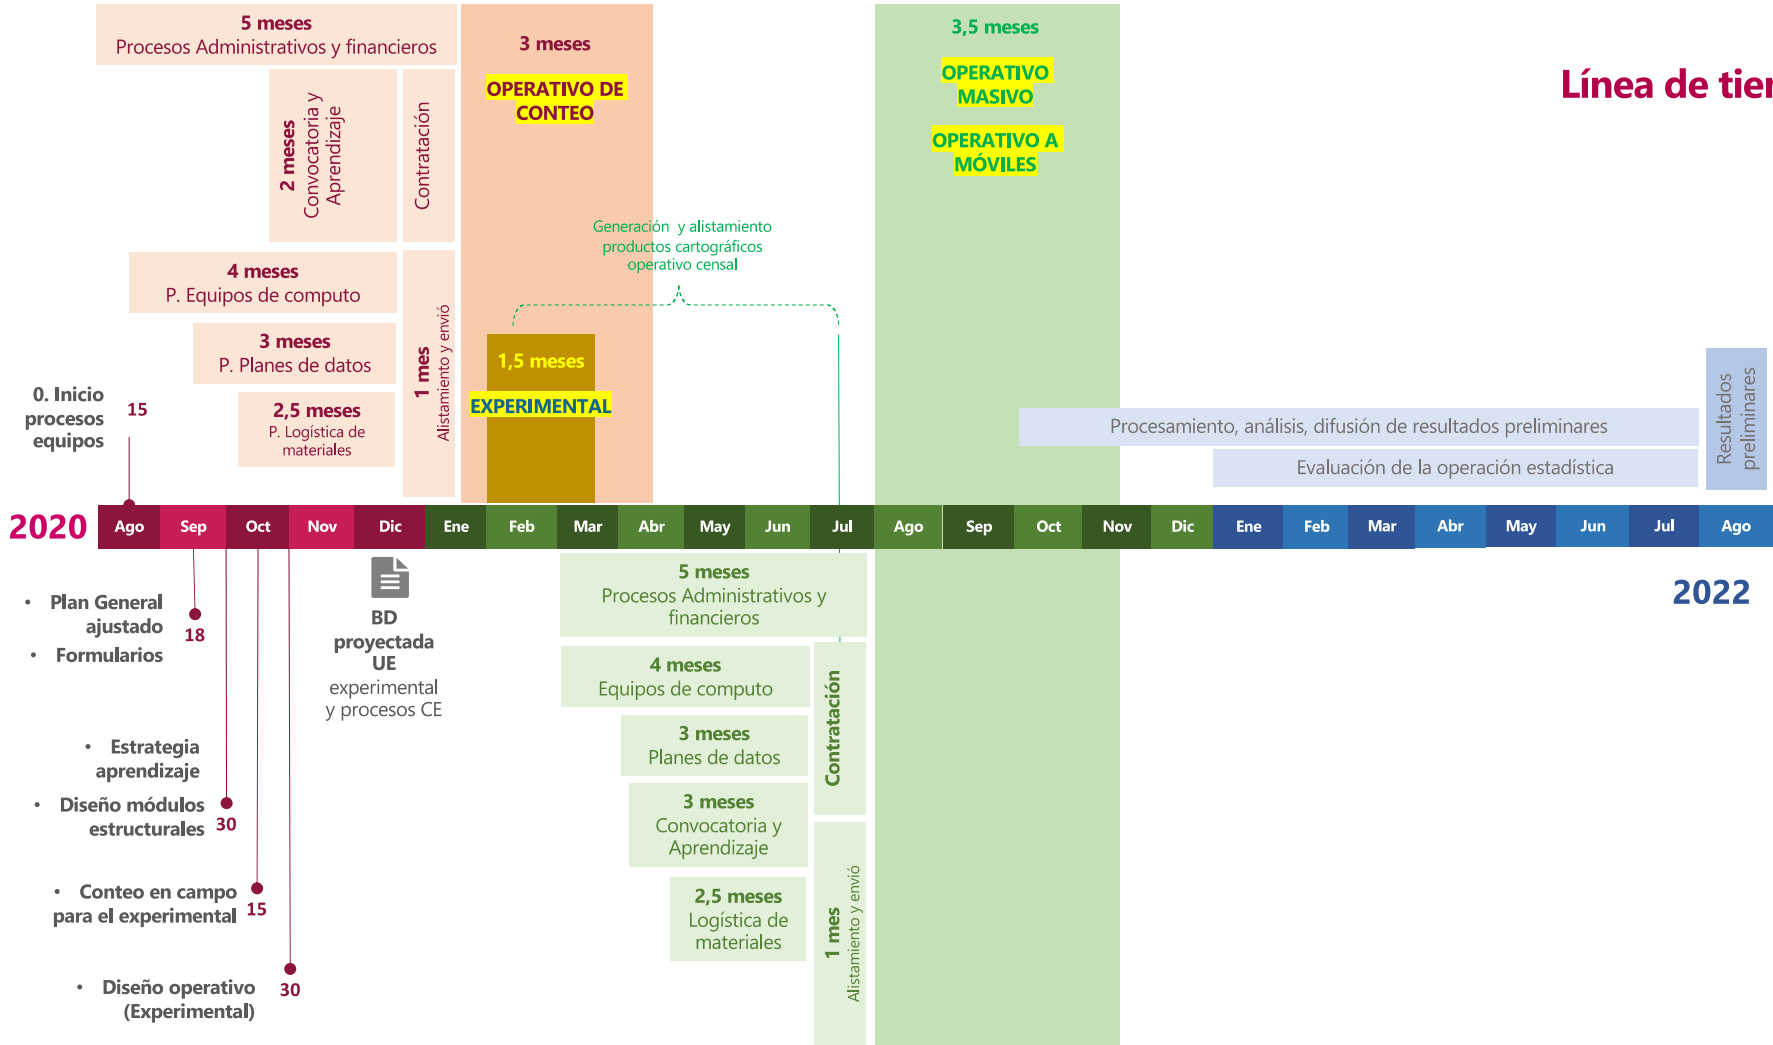 5 meses
Procesos Administrativos y financieros
2 meses
Convocatoria y
Aprendizaje
Contratación
3 meses
OPERATIVO DE
CONTEO
3,5 meses
OPERATIVO
MASIVO
OPERATIVO A
MÓVILES
Línea de tier
4 meses
P. Equipos de computo
3 meses
P. Planes de datos
2,5 meses
P. Logística de
materiales
1 mes
Alistamiento y envió
Generación y alistamiento
productos cartográficos
operativo censal
1,5 meses
EXPERIMENTAL
0. Inicio
procesos
equipos
15
Procesamiento, análisis, difusión de resultados preliminares
Evaluación de la operación estadística
Resultados
preliminares
2020 Ago Sep Oct Nov Dic Ene Feb Mar Abr May Jun Jul Ago Sep Oct Nov Dic Ene Feb Mar Abr May Jun Jul Ago
2022
• Plan General
ajustado
18
• Formularios
• Estrategia
aprendizaje
• Diseño módulos
estructurales
30
• Conteo en campo
para el experimental
15
• Diseño operativo
(Experimental)
30
BD
proyectada
UE
experimental
y procesos CE
5 meses
Procesos Administrativos y
financieros
4 meses
Equipos de computo
3 meses
Planes de datos
3 meses
Convocatoria y
Aprendizaje
2,5 meses
Logística de
materiales
Contratación
1 mes
Alistamiento y envió